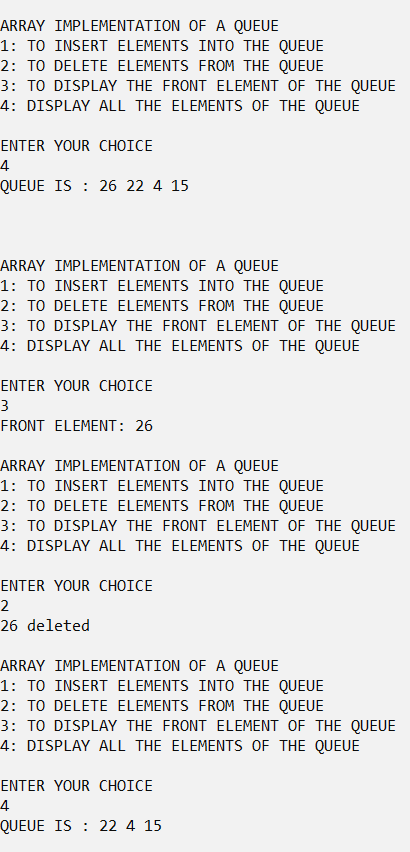 ARRAY IMPLEMENTATION OF A QUEUE
1: TO INSERT ELEMENTS INTO THE QUEUE
2: TO DELETE ELEMENTS FROM THE QUEUE
3: TO DISPLAY THE FRONT ELEMENT OF THE QUEUE
4: DISPLAY ALL THE ELEMENTS OF THE QUEUE
ENTER YOUR CHOICE
4
QUEUE IS : 26 22 4 15
ARRAY IMPLEMENTATION OF A QUEUE
1: TO INSERT ELEMENTS INTO THE QUEUE
2: TO DELETE ELEMENTS FROM THE QUEUE
3: TO DISPLAY THE FRONT ELEMENT OF THE QUEUE
4: DISPLAY ALL THE ELEMENTS OF THE QUEUE
ENTER YOUR CHOICE
3
FRONT ELEMENT: 26
ARRAY IMPLEMENTATION OF A QUEUE
1: TO INSERT ELEMENTS INTO THE QUEUE
2: TO DELETE ELEMENTS FROM THE QUEUE
3: TO DISPLAY THE FRONT ELEMENT OF THE QUEUE
4: DISPLAY ALL THE ELEMENTS OF THE QUEUE
ENTER YOUR CHOICE
2
26 deleted
ARRAY IMPLEMENTATION OF A QUEUE
1: TO INSERT ELEMENTS INTO THE QUEUE
2: TO DELETE ELEMENTS FROM THE QUEUE
3: TO DISPLAY THE FRONT ELEMENT OF THE QUEUE
4: DISPLAY ALL THE ELEMENTS OF THE QUEUE
ENTER YOUR CHOICE
4
QUEUE IS : 22 4 15